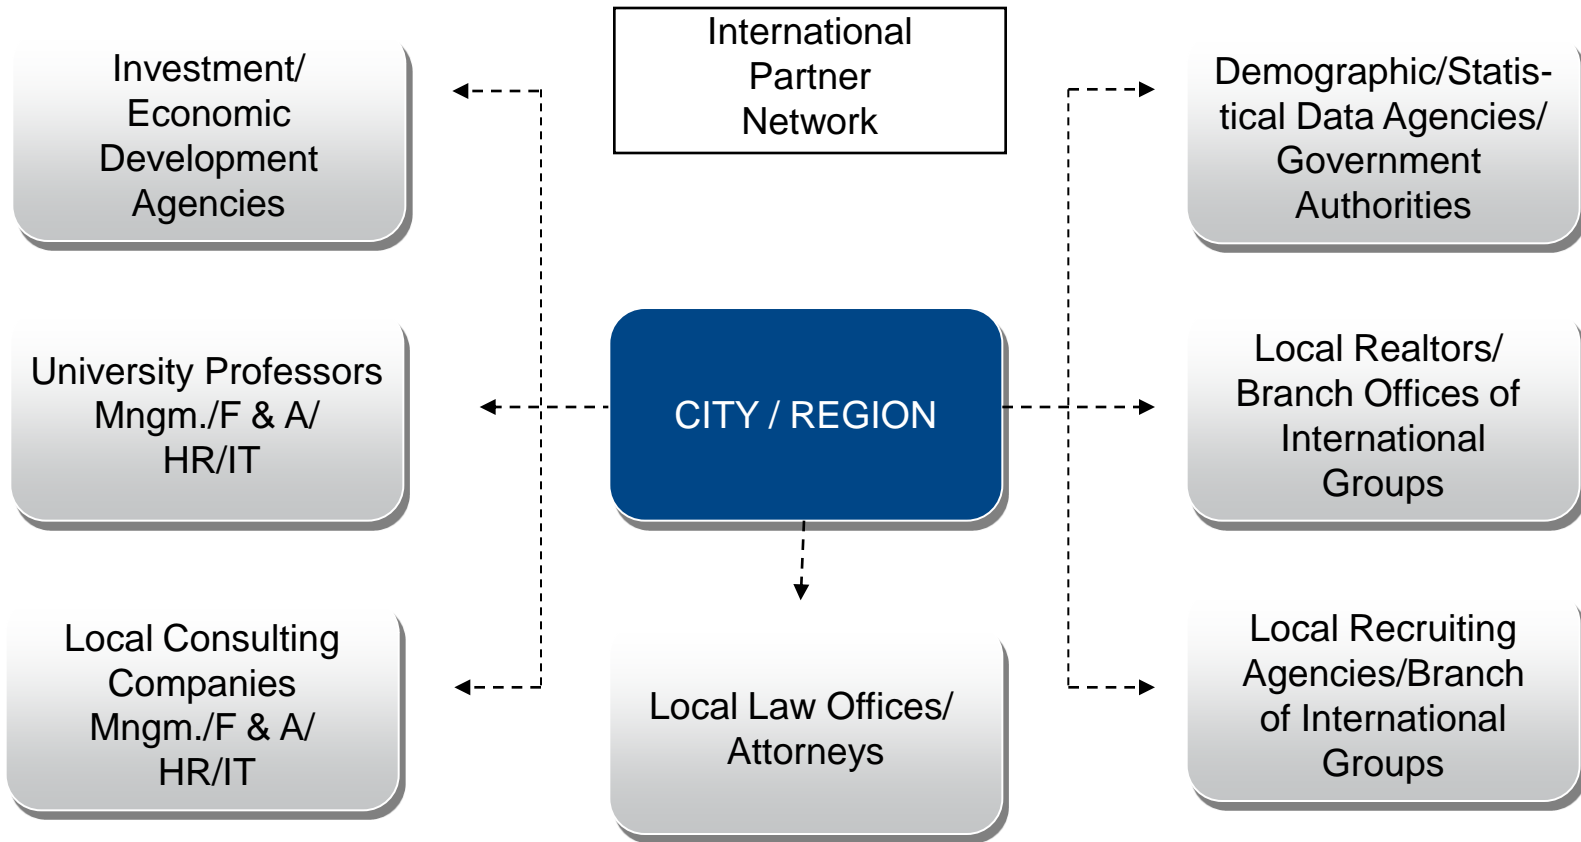 International
Partner
Network
Investment/
Economic
Development
Agencies
Demographic/Statis-
tical Data Agencies/
Government
Authorities
University Professors
Mngm./F & A/
HR/IT
CITY / REGION
Local Realtors/
Branch Offices of
International
Groups
Local Consulting
Companies
Mngm./F & A/
HR/IT
Local Law Offices/
Attorneys
Local Recruiting
Agencies/Branch
of International
Groups